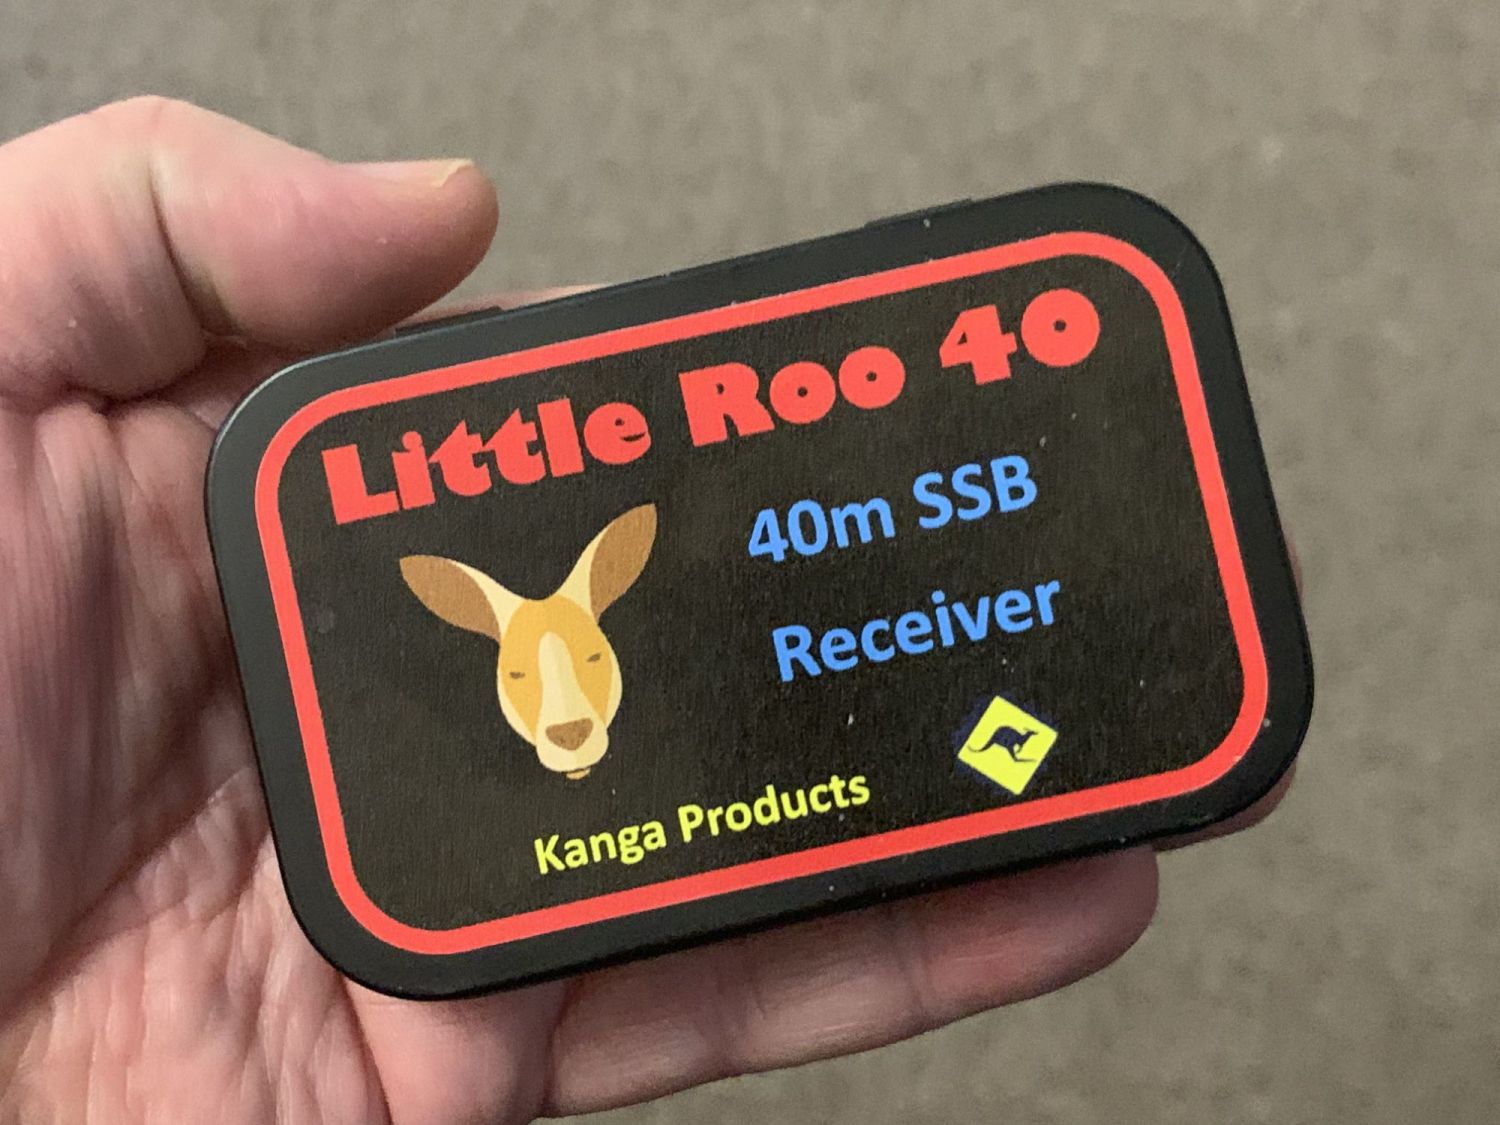 Little Roo 40
40m SSB
Receiver
Kanga Products